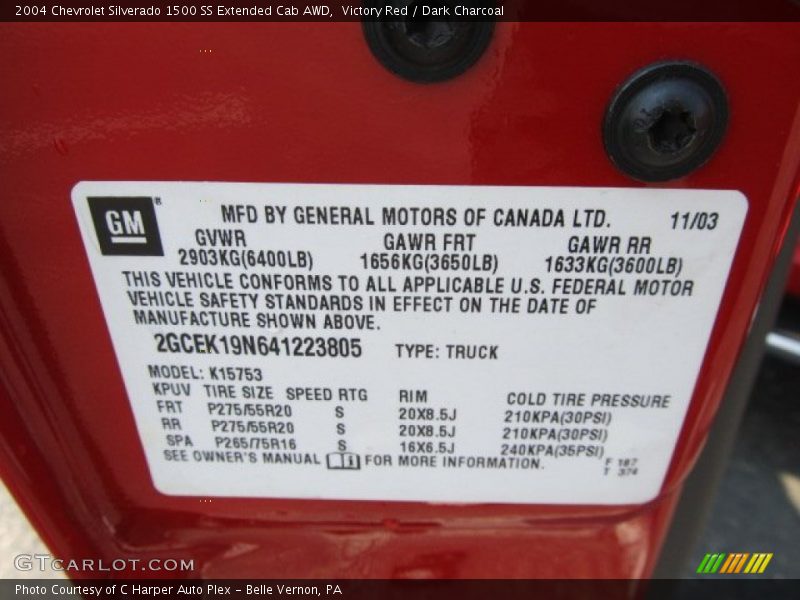 2004 Chevrolet Silverado 1500 SS Extended Cab AWD, Victory Red / Dark Charcoal
GM ®
MFD BY GENERAL MOTORS OF CANADA LTD. 11/03
GVWR GAWR FRT GAWR RR
2903KG(6400LB) 1656KG(3650LB) 1633KG(3600LB)
THIS VEHICLE CONFORMS TO ALL APPLICABLE U.S. FEDERAL MOTOR
VEHICLE SAFETY STANDARDS IN EFFECT ON THE DATE OF
MANUFACTURE SHOWN ABOVE.
2GCEK19N641223805 TYPE: TRUCK
MODEL: K15753
KPUV TIRE SIZE SPEED RTG RIM COLD TIRE PRESSURE
FRT P275/55R20 S 20X8.5J 210KPA(30PSI)
RR P275/55R20 S 20X8.5J 210KPA(30PSI)
SPA P265/75R16 S 16X6.5J 240KPA(35PSI)
SEE OWNER'S MANUAL FOR MORE INFORMATION.
F 187
T 374
GTCARLOT.COM
Photo Courtesy of C Harper Auto Plex – Belle Vernon, PA